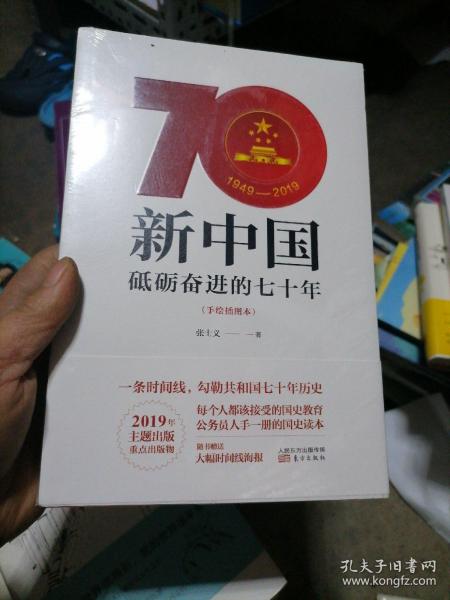 70
1949—2019
新中国
砥砺奋进的七十年
(手绘插图本)
张士义 —— 著
一条时间线，勾勒共和国七十年历史
2019年
主题出版
重点出版物
每个人都该接受的国史教育
公务员人手一册的国史读本
随书赠送
大幅时间线海报
人民东方出版传媒
东方出版社
孔夫子旧书网
www.kongfz.com